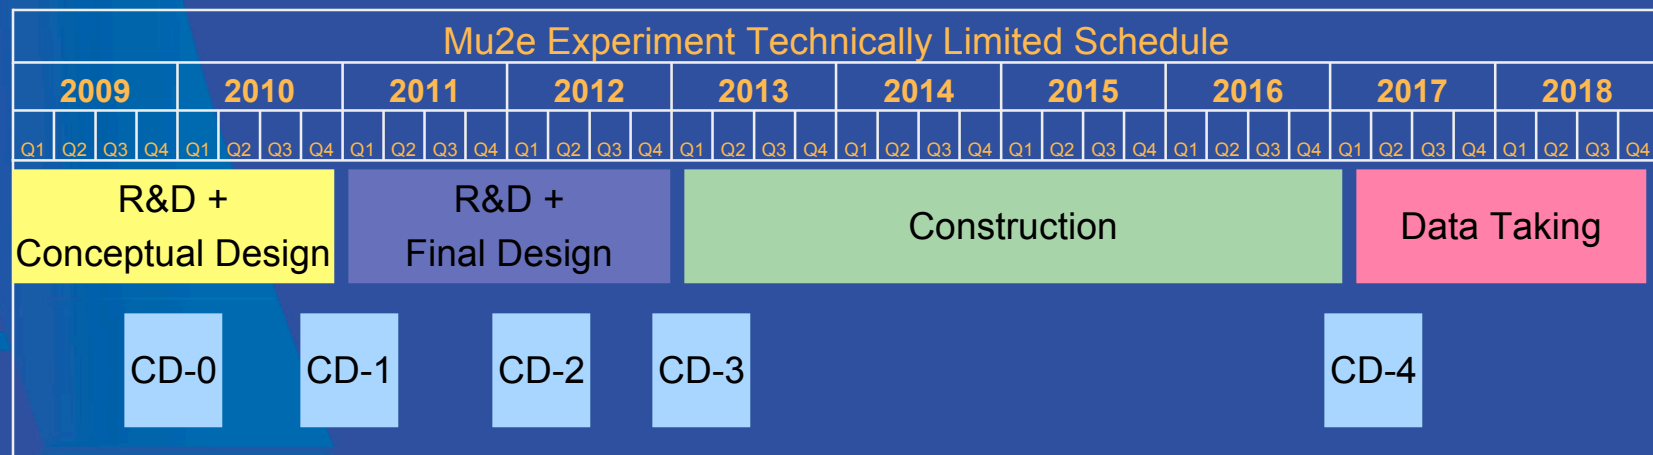 Mu2e Experiment Technically Limited Schedule
2009 2010 2011 2012 2013 2014 2015 2016 2017 2018
Q1 Q2 Q3 Q4 Q1 Q2 Q3 Q4 Q1 Q2 Q3 Q4 Q1 Q2 Q3 Q4 Q1 Q2 Q3 Q4 Q1 Q2 Q3 Q4 Q1 Q2 Q3 Q4 Q1 Q2 Q3 Q4 Q1 Q2 Q3 Q4 Q1 Q2 Q3 Q4
R&D +
Conceptual Design
R&D +
Final Design
Construction
Data Taking
CD-0 CD-1 CD-2 CD-3 CD-4